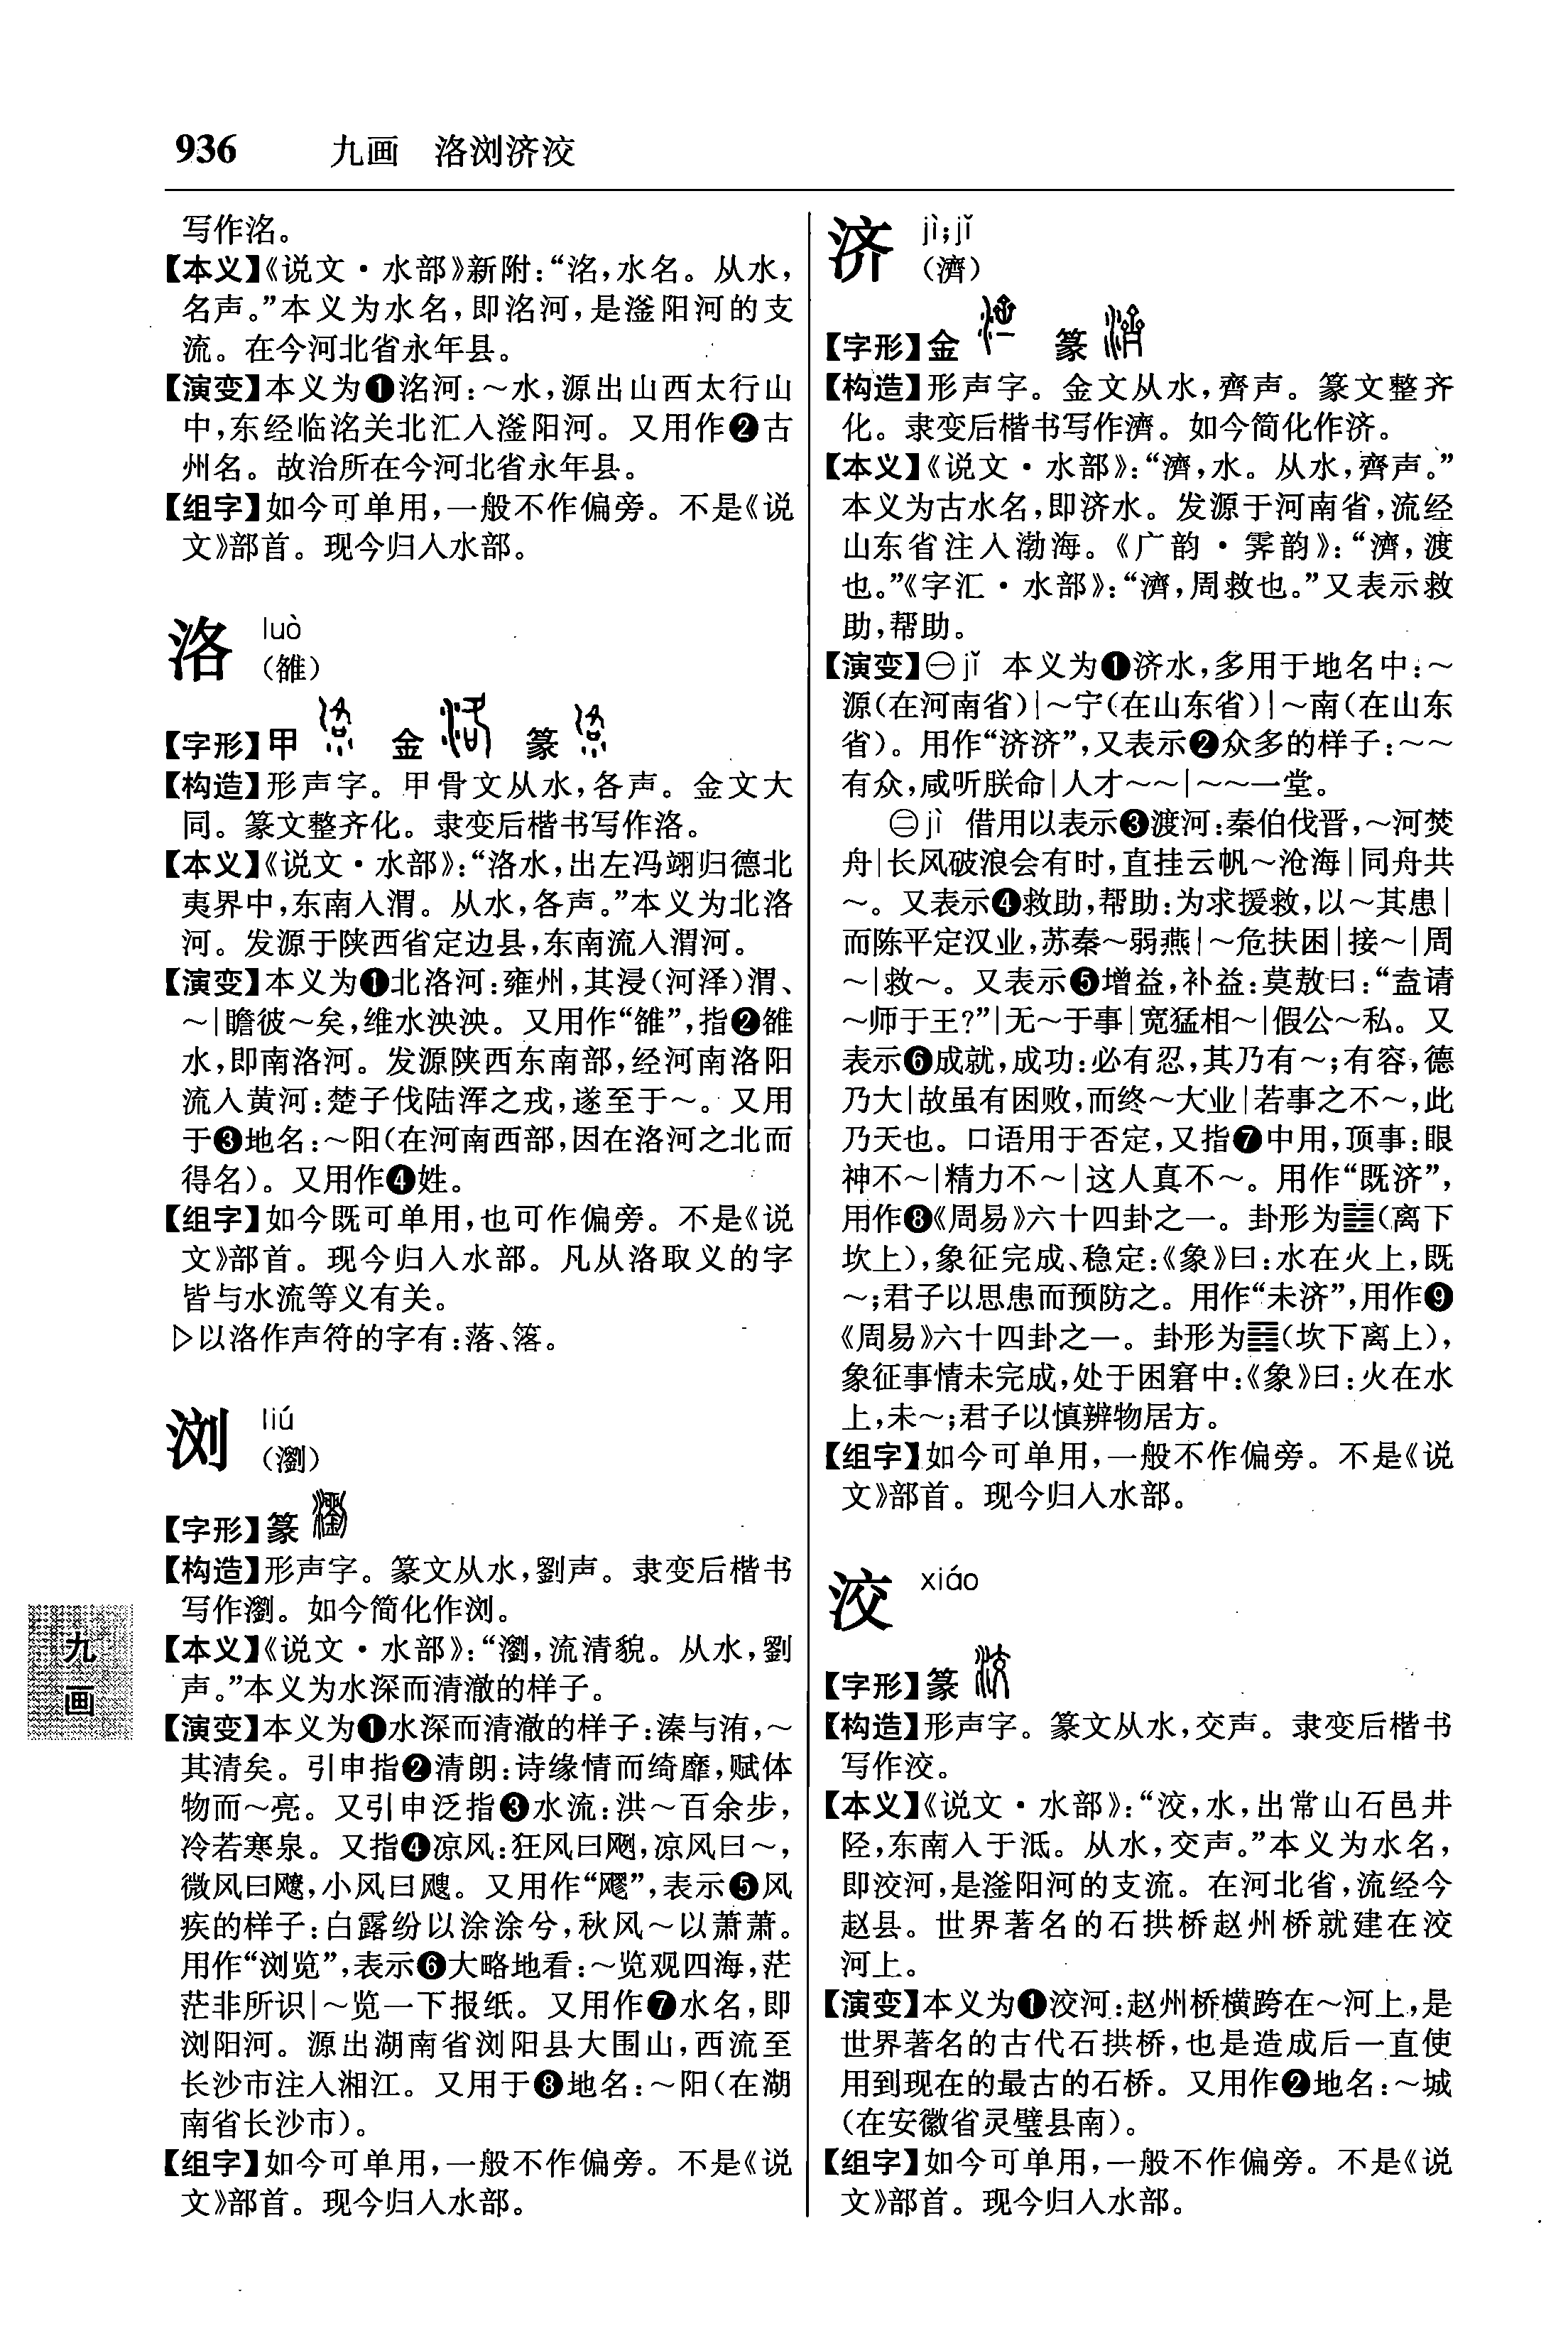 936 九画 洛浏济洨
写作洺。
【本义】《说文·水部》新附:“洺,水名。从水,
名声。”本义为水名,即洺河,是滏阳河的支
流。在今河北省永年县。
【演变】本义为❶洺河:～水,源出山西太行山
中,东经临洺关北汇入滏阳河。又用作❷古
州名。故治所在今河北省永年县。
【组字】如今可单用,一般不作偏旁。不是《说
文》部首。现今归入水部。
洛 luò
(雒)
【字形】甲 金 篆
【构造】形声字。甲骨文从水,各声。金文大
同。篆文整齐化。隶变后楷书写作洛。
【本义】《说文·水部》:“洛水,出左冯翊归德北
夷界中,东南入渭。从水,各声。”本义为北洛
河。发源于陕西省定边县,东南流入渭河。
【演变】本义为❶北洛河:雍州,其浸(河泽)渭、
～|瞻彼～矣,维水泱泱。又用作“雒”,指❷雒
水,即南洛河。发源陕西东南部,经河南洛阳
流入黄河:楚子伐陆浑之戎,遂至于～。又用
于❸地名:～阳(在河南西部,因在洛河之北而
得名)。又用作❹姓。
【组字】如今既可单用,也可作偏旁。不是《说
文》部首。现今归入水部。凡从洛取义的字
皆与水流等义有关。
▷以洛作声符的字有:落、箈。
浏 liú
(瀏)
【字形】篆
【构造】形声字。篆文从水,劉声。隶变后楷书
写作瀏。如今简化作浏。
【本义】《说文·水部》:“瀏,流清貌。从水,劉
声。”本义为水深而清澈的样子。
【演变】本义为❶水深而清澈的样子:溱与洧,～
其清矣。引申指❷清朗:诗缘情而绮靡,赋体
物而～亮。又引申泛指❸水流:洪～百余步,
冷若寒泉。又指❹凉风:狂风曰飚,凉风曰～,
微风曰飉,小风曰飕。又用作“飂”,表示❺风
疾的样子:白露纷以涂涂兮,秋风～以萧萧。
用作“浏览”,表示❻大略地看:～览观四海,茫
茫非所识|～览一下报纸。又用作❼水名,即
浏阳河。源出湖南省浏阳县大围山,西流至
长沙市注入湘江。又用于❽地名:～阳(在湖
南省长沙市)。
【组字】如今可单用,一般不作偏旁。不是《说
文》部首。现今归入水部。
济 jì;jǐ
(濟)
【字形】金 篆
【构造】形声字。金文从水,齊声。篆文整齐
化。隶变后楷书写作濟。如今简化作济。
【本义】《说文·水部》:“濟,水。从水,齊声。”
本义为古水名,即济水。发源于河南省,流经
山东省注入渤海。《广韵·霁韵》:“濟,渡
也。”《字汇·水部》:“濟,周救也。”又表示救
助,帮助。
【演变】㊀jǐ 本义为❶济水,多用于地名中:～
源(在河南省)|～宁(在山东省)|～南(在山东
省)。用作“济济”,又表示❷众多的样子:～～
有众,咸听朕命|人才～～|～～一堂。
㊁jì 借用以表示❸渡河:秦伯伐晋,～河焚
舟|长风破浪会有时,直挂云帆～沧海|同舟共
～。又表示❹救助,帮助:为求援救,以～其患|
而陈平定汉业,苏秦～弱燕|～危扶困|接～|周
～|救～。又表示❺增益,补益:莫敖曰:“盍请
～师于王?”|无～于事|宽猛相～|假公～私。又
表示❻成就,成功:必有忍,其乃有～;有容,德
乃大|故虽有困败,而终～大业|若事之不～,此
乃天也。口语用于否定,又指❼中用,顶事:眼
神不～|精力不～|这人真不～。用作“既济”,
用作❽《周易》六十四卦之一。卦形为䷾(离下
坎上),象征完成、稳定:《象》曰:水在火上,既
～;君子以思患而预防之。用作“未济”,用作❾
《周易》六十四卦之一。卦形为䷿(坎下离上),
象征事情未完成,处于困窘中:《象》曰:火在水
上,未～;君子以慎辨物居方。
【组字】如今可单用,一般不作偏旁。不是《说
文》部首。现今归入水部。
洨 xiáo
【字形】篆
【构造】形声字。篆文从水,交声。隶变后楷书
写作洨。
【本义】《说文·水部》:“洨,水,出常山石邑井
陉,东南入于泜。从水,交声。”本义为水名,
即洨河,是滏阳河的支流。在河北省,流经今
赵县。世界著名的石拱桥赵州桥就建在洨
河上。
【演变】本义为❶洨河:赵州桥横跨在～河上,是
世界著名的古代石拱桥,也是造成后一直使
用到现在的最古的石桥。又用作❷地名:～城
(在安徽省灵璧县南)。
【组字】如今可单用,一般不作偏旁。不是《说
文》部首。现今归入水部。
九
画